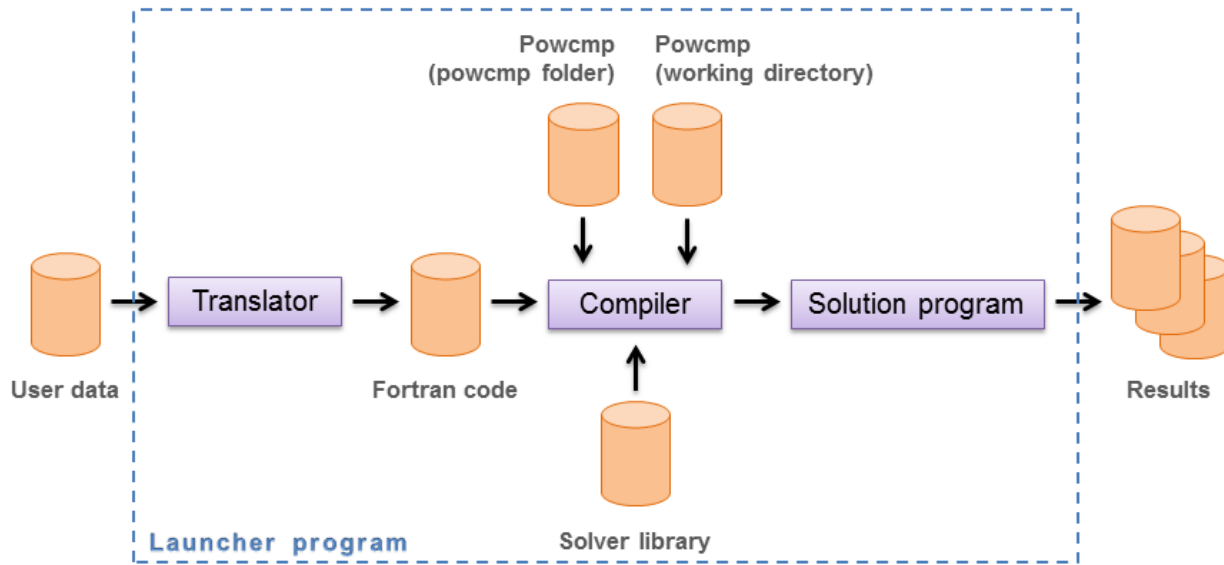 Powcmp
(powcmp folder)
Powcmp
(working directory)
Translator
Compiler
Solution program
User data
Fortran code
Results
Solver library
Launcher program